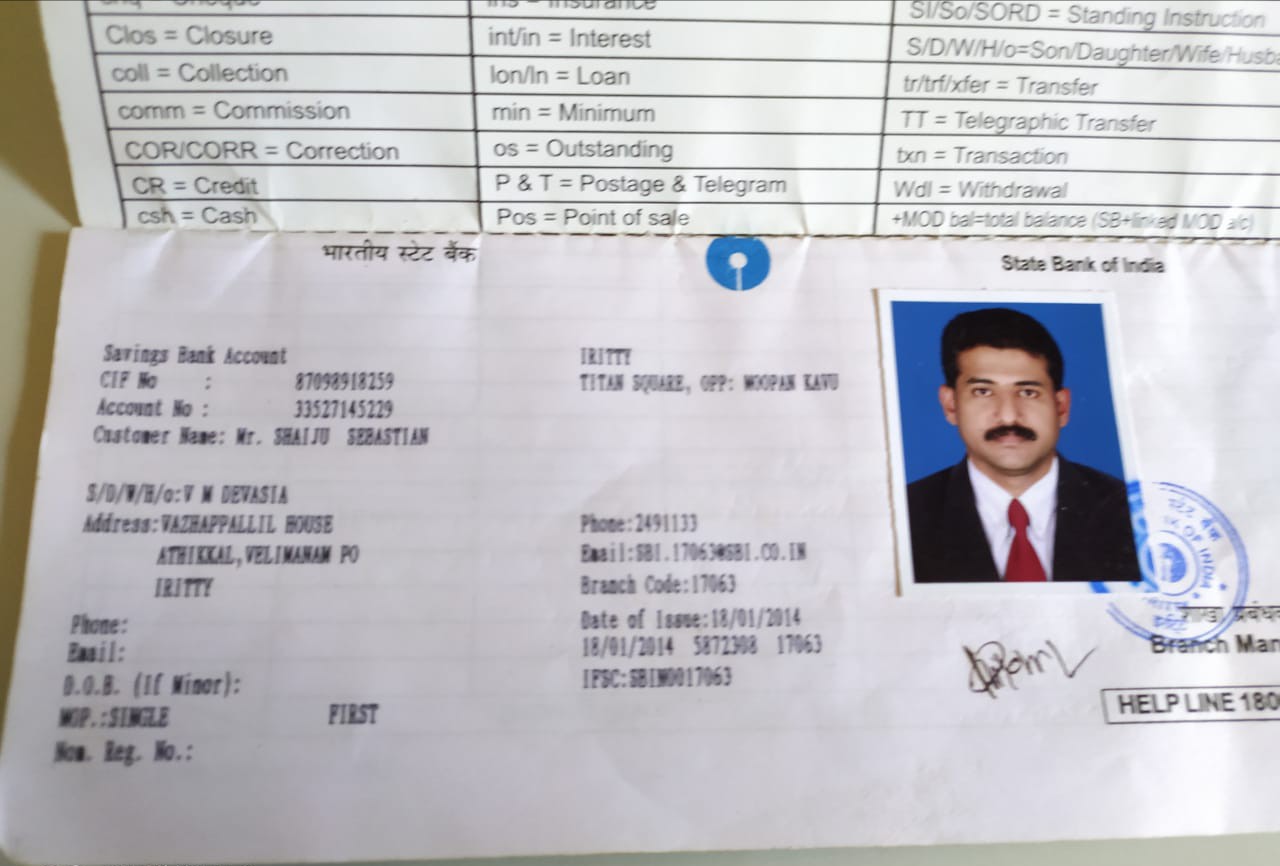 Clos = Closure
int/in = Interest
SI/So/SORD = Standing Instruction
coll = Collection
lon/ln = Loan
S/D/W/H/o=Son/Daughter/Wife/Husba
comm = Commission
min = Minimum
tr/trf/xfer = Transfer
COR/CORR = Correction
os = Outstanding
TT = Telegraphic Transfer
CR = Credit
P & T = Postage & Telegram
txn = Transaction
csh = Cash
Pos = Point of sale
Wdl = Withdrawal
+MOD bal=total balance (SB+linked MOD a/c)
भारतीय स्टेट बैंक
State Bank of India
Savings Bank Account
CIF No : 87098918259
Account No : 33527145229
Customer Name: Mr. SHAIJU SEBASTIAN
IRITTY
TITAN SQUARE, OPP: MOOPAN KAVU
S/D/W/H/o:V M DEVASIA
Address:VAZHAPPALLIL HOUSE
ATHIKKAL,VELIMANAM PO
IRITTY
Phone:
Email:
D.O.B. (If Minor):
MOP.:SINGLE FIRST
Nom. Reg. No.:
Phone:2491133
Email:SBI.17063@SBI.CO.IN
Branch Code:17063
Date of Issue:18/01/2014
18/01/2014 5872308 17063
IFSC:SBIN0017063
शाखा प्रबंधक
Branch Man
HELP LINE 180